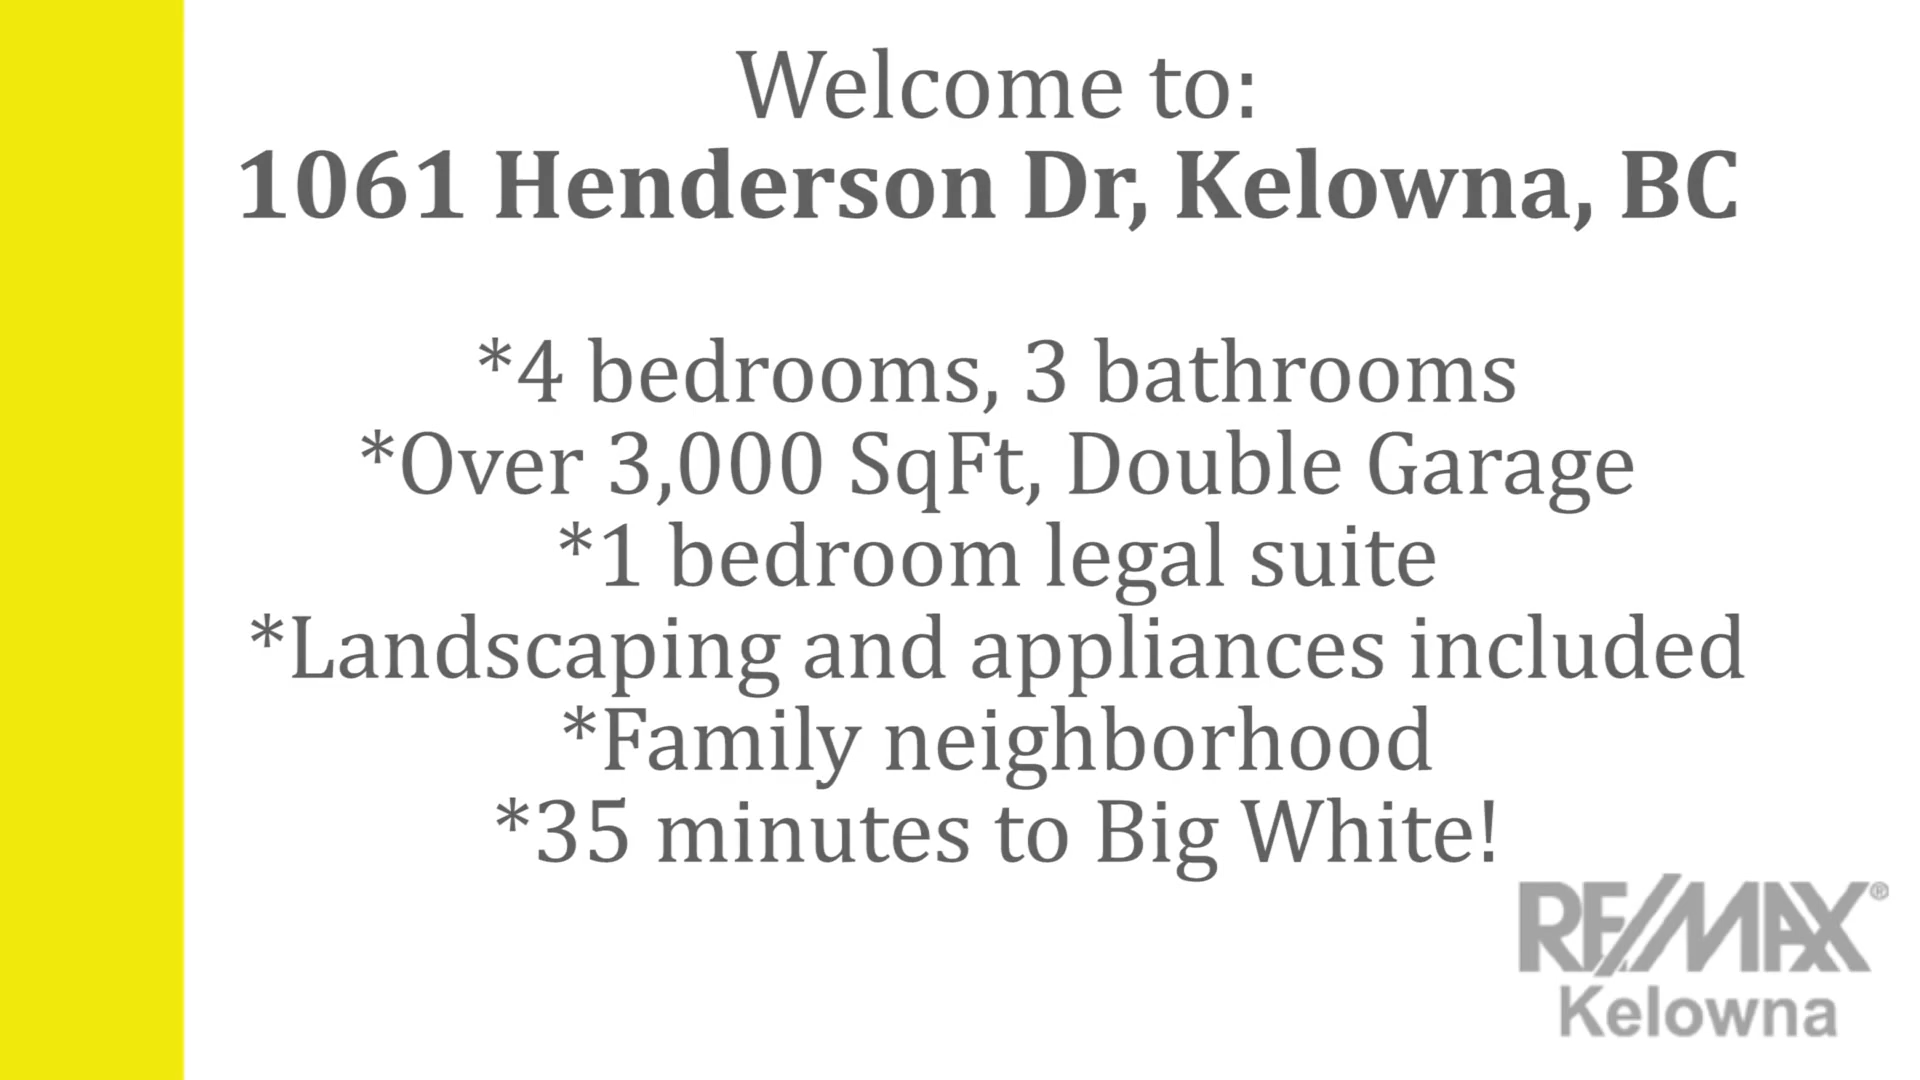 Welcome to:
1061 Henderson Dr, Kelowna, BC
*4 bedrooms, 3 bathrooms
*Over 3,000 SqFt, Double Garage
*1 bedroom legal suite
*Landscaping and appliances included
*Family neighborhood
*35 minutes to Big White!
RE/MAX®
Kelowna